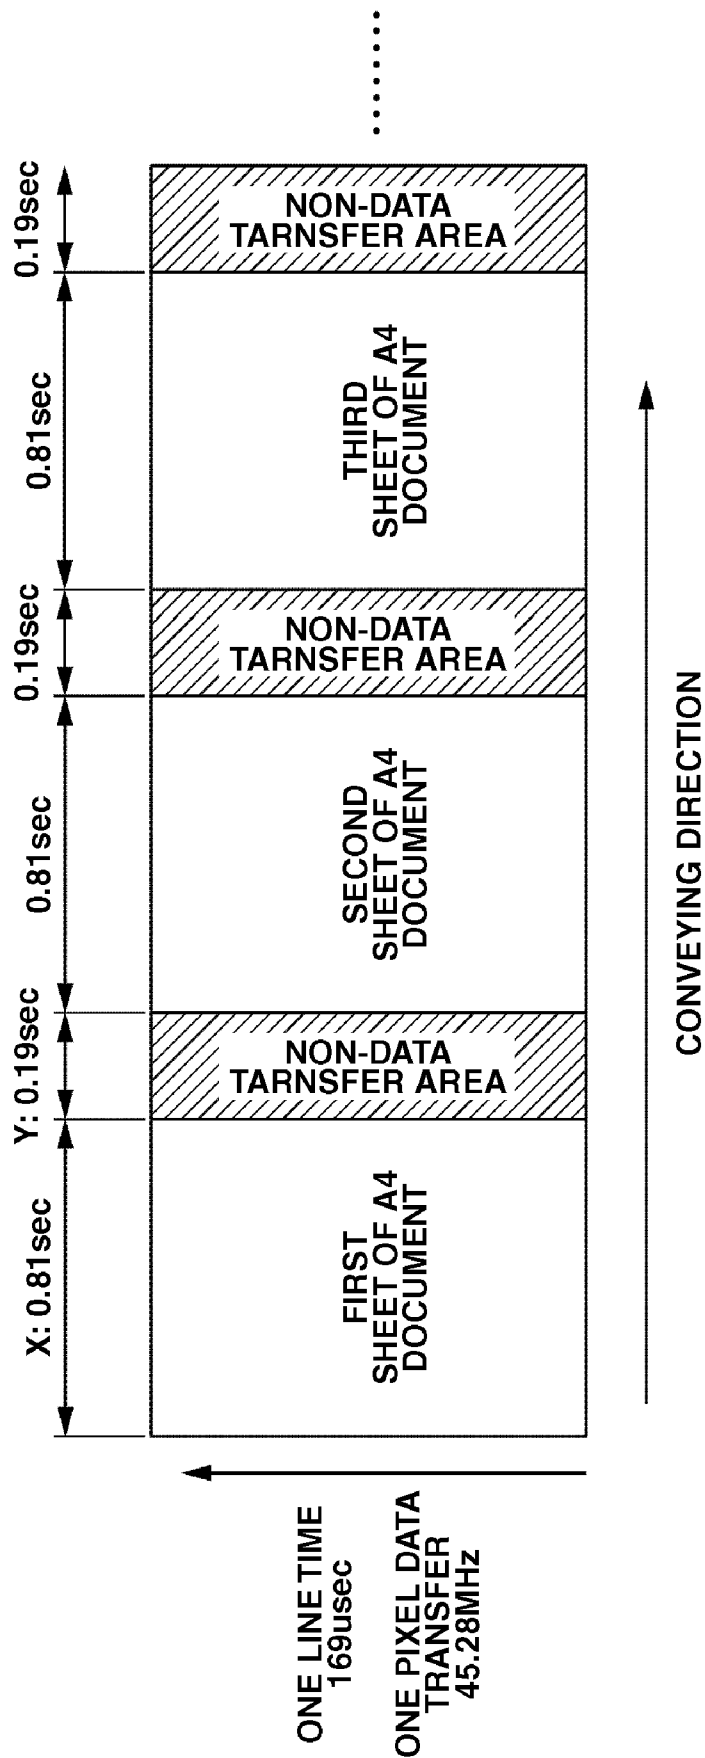 X: 0.81sec
Y: 0.19sec
0.81sec
0.19sec
0.81sec
0.19sec
FIRST
SHEET OF A4
DOCUMENT
NON-DATA
TARNSFER AREA
SECOND
SHEET OF A4
DOCUMENT
NON-DATA
TARNSFER AREA
THIRD
SHEET OF A4
DOCUMENT
NON-DATA
TARNSFER AREA
ONE LINE TIME
169usec
ONE PIXEL DATA
TRANSFER
45.28MHz
CONVEYING DIRECTION